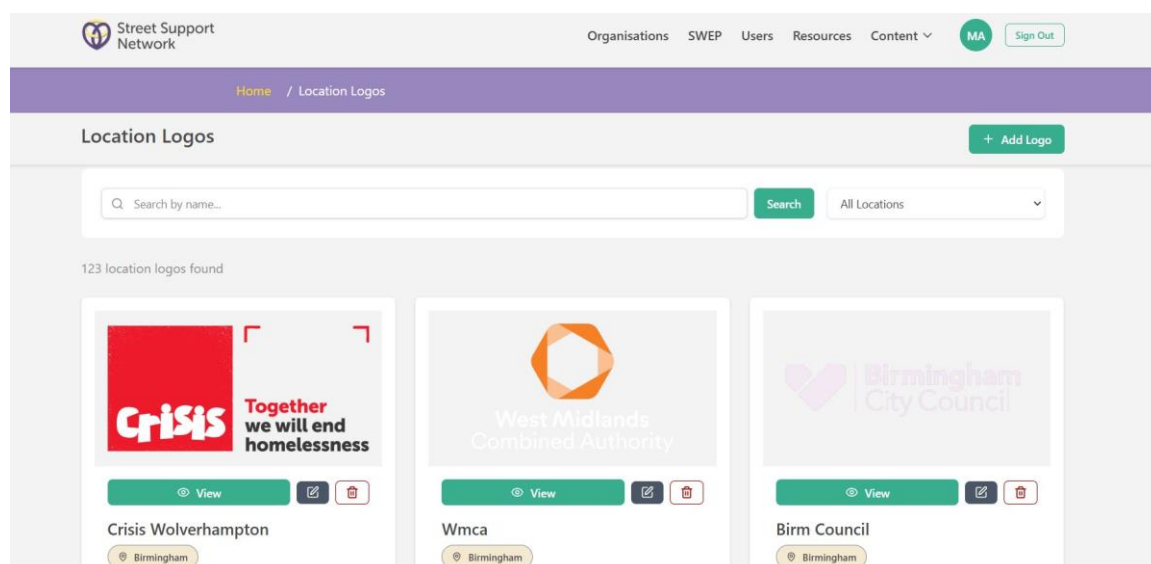 Street Support
Network
Organisations SWEP Users Resources Content MA Sign Out
Home / Location Logos
Location Logos
+ Add Logo
Search by name...
Search
All Locations
123 location logos found
Crisis
Together
we will end
homelessness
West Midlands
Combined Authority
Birmingham
City Council
View
View
View
Crisis Wolverhampton
Wmca
Birm Council
Birmingham
Birmingham
Birmingham